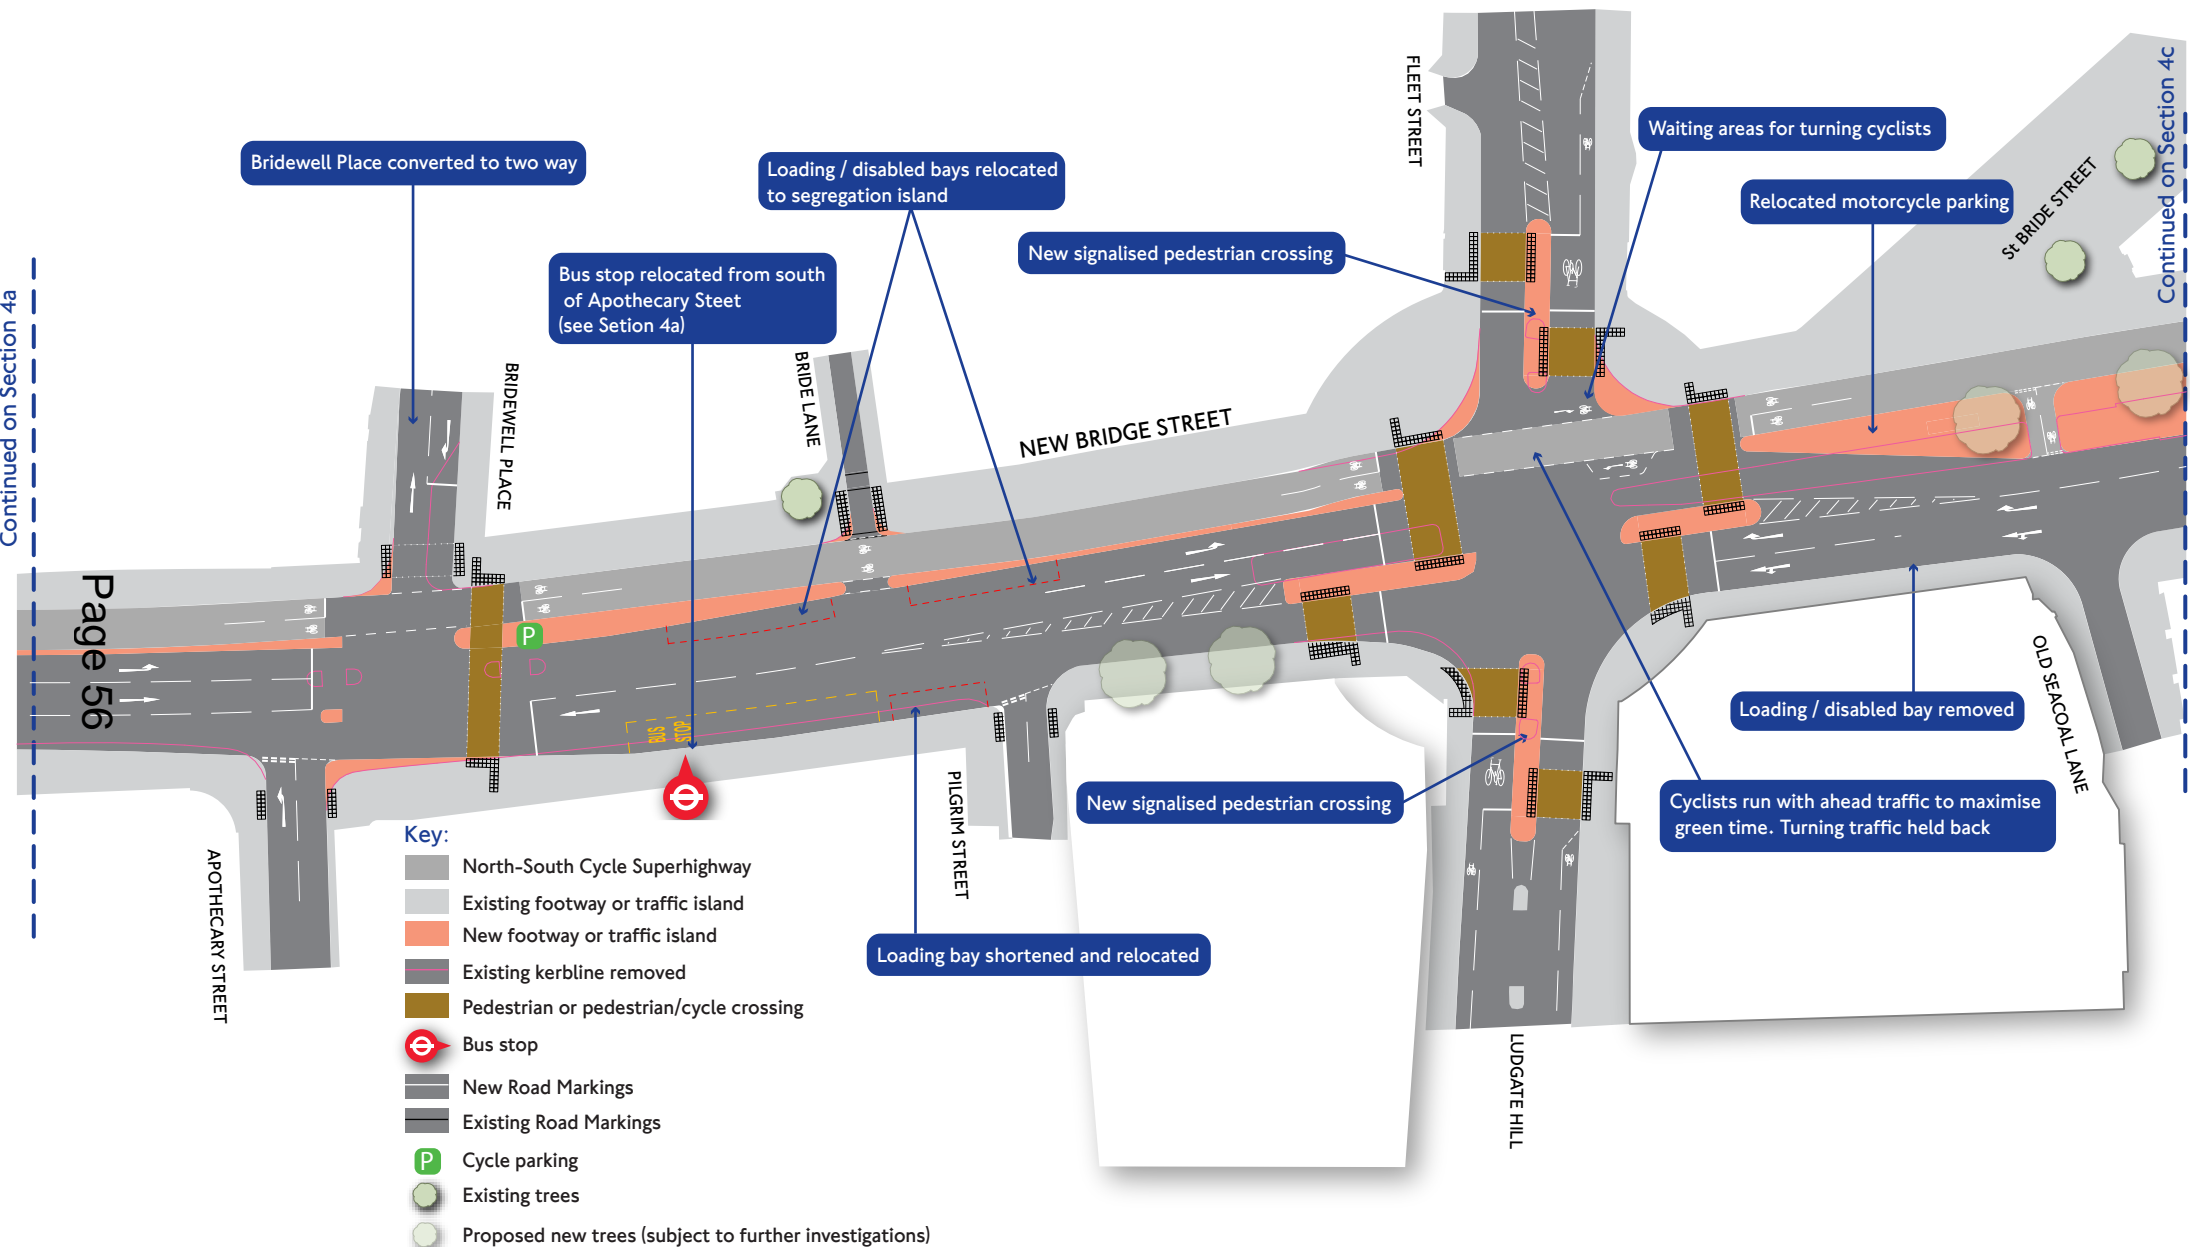 Continued on Section 4a
Page 56
Bridewell Place converted to two way
Bus stop relocated from south
of Apothecary Steet
(see Setion 4a)
Loading / disabled bays relocated
to segregation island
New signalised pedestrian crossing
Waiting areas for turning cyclists
Relocated motorcycle parking
Continued on Section 4c
FLEET STREET
St BRIDE STREET
BRIDEWELL PLACE
BRIDE LANE
NEW BRIDGE STREET
P
BUS
STOP
APOTHECARY STREET
PILGRIM STREET
LUDGATE HILL
OLD SEACOAL LANE
Loading / disabled bay removed
New signalised pedestrian crossing
Cyclists run with ahead traffic to maximise
green time. Turning traffic held back
Loading bay shortened and relocated
Key:
North-South Cycle Superhighway
Existing footway or traffic island
New footway or traffic island
Existing kerbline removed
Pedestrian or pedestrian/cycle crossing
Bus stop
New Road Markings
Existing Road Markings
P Cycle parking
Existing trees
Proposed new trees (subject to further investigations)